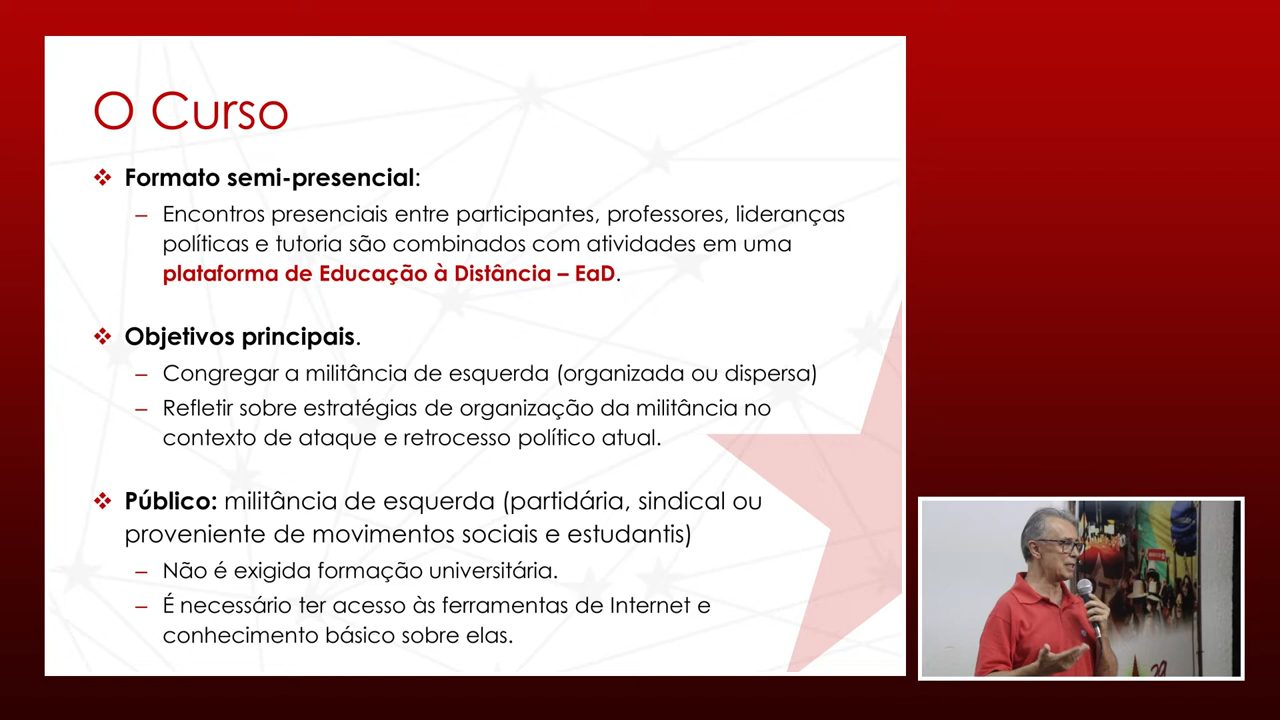 O Curso
Formato semi-presencial:
– Encontros presenciais entre participantes, professores, lideranças
políticas e tutoria são combinados com atividades em uma
plataforma de Educação à Distância – EaD.
Objetivos principais.
– Congregar a militância de esquerda (organizada ou dispersa)
– Refletir sobre estratégias de organização da militância no
contexto de ataque e retrocesso político atual.
Público: militância de esquerda (partidária, sindical ou
proveniente de movimentos sociais e estudantis)
– Não é exigida formação universitária.
– É necessário ter acesso às ferramentas de Internet e
conhecimento básico sobre elas.